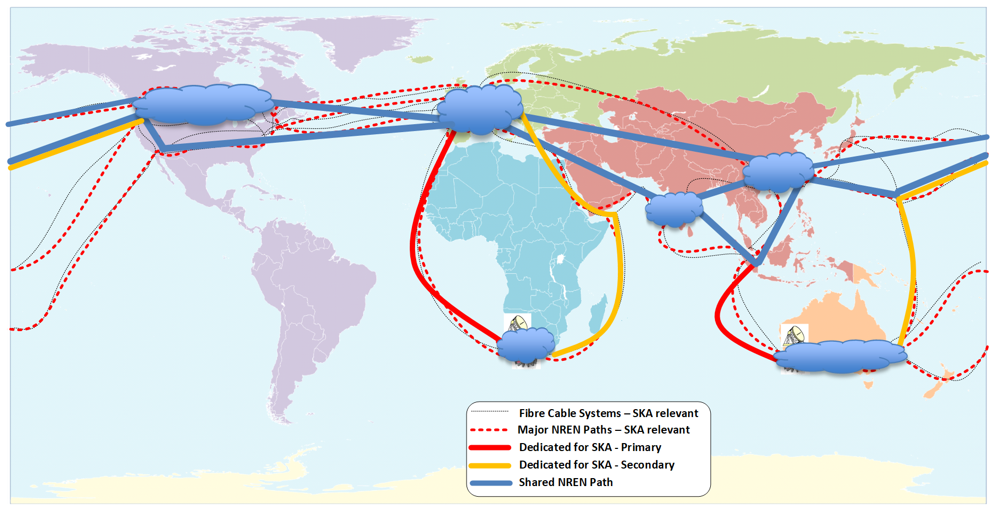 Fibre Cable Systems – SKA relevant
Major NREN Paths – SKA relevant
Dedicated for SKA - Primary
Dedicated for SKA - Secondary
Shared NREN Path